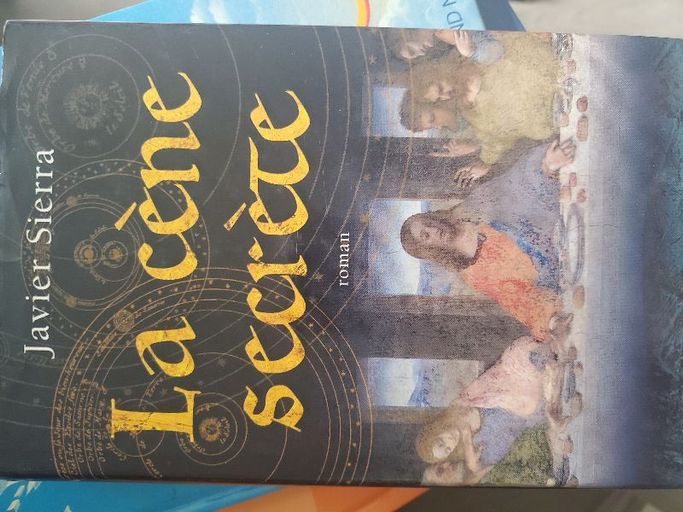 Javier Sierra
La cène
secrète
roman